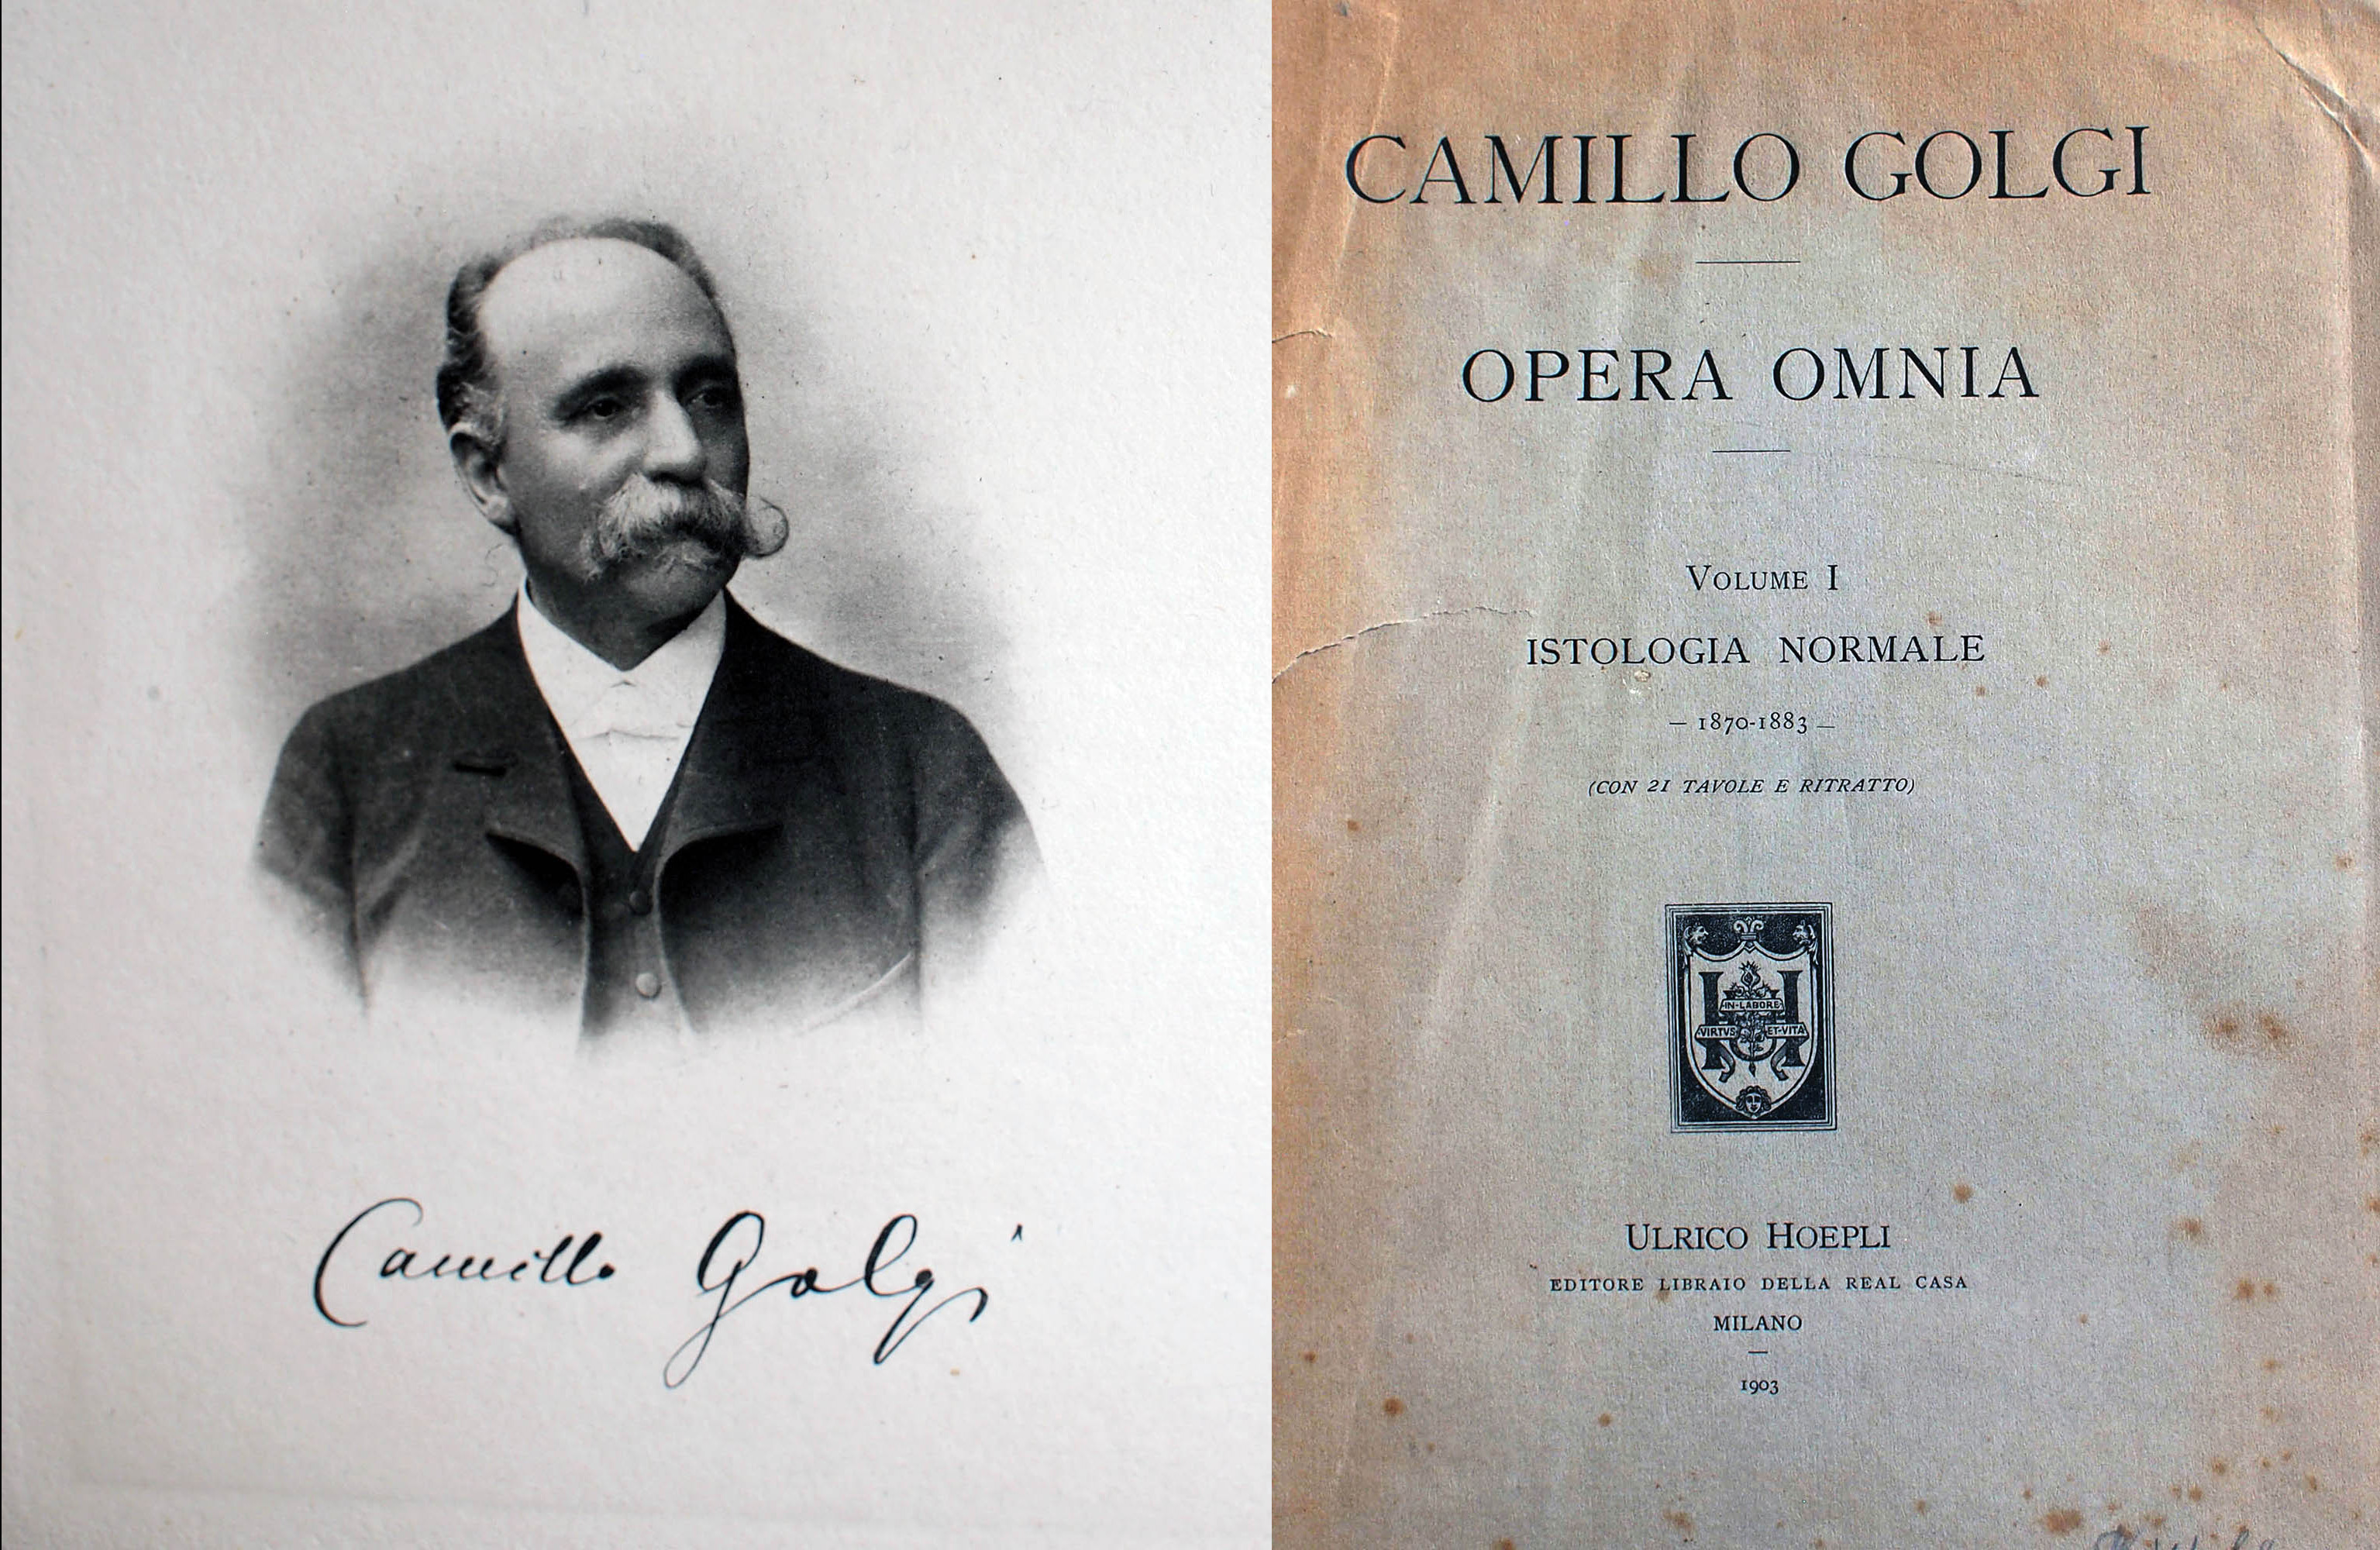 Camillo Golgi
CAMILLO GOLGI
OPERA OMNIA
VOLUME I
ISTOLOGIA NORMALE
— 1870-1883 —
(CON 21 TAVOLE E RITRATTO)
IN·LABORE
VIRTVS ET·VITA
ULRICO HOEPLI
EDITORE LIBRAIO DELLA REAL CASA
MILANO
1903